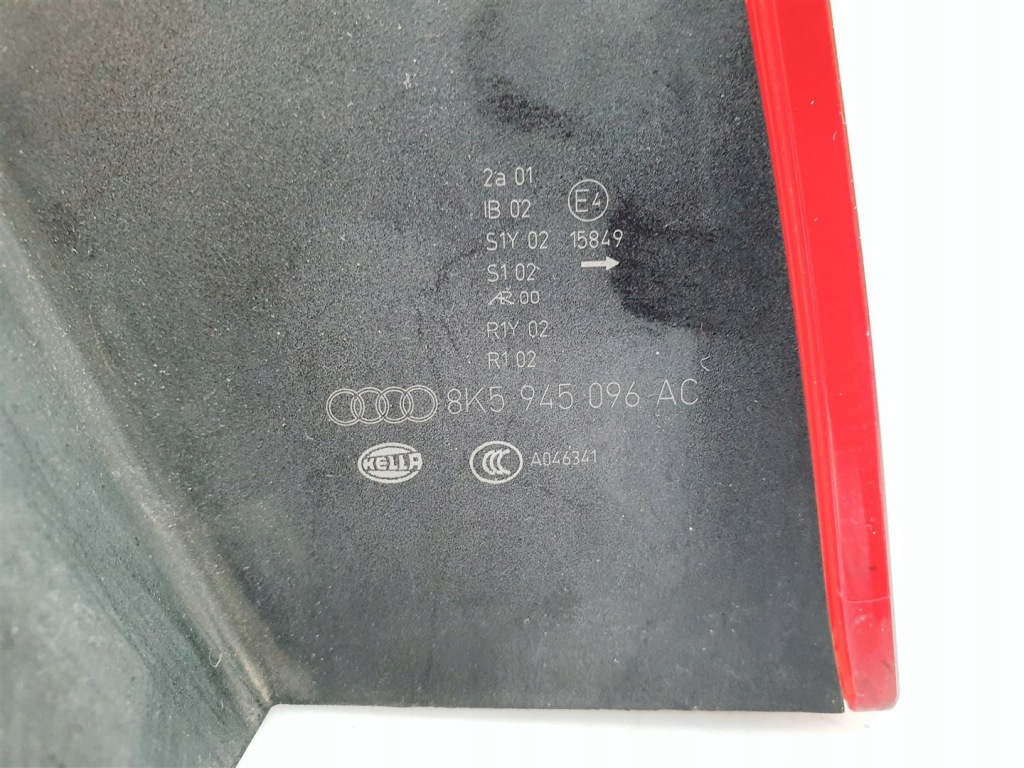 2a 01
IB 02 E4
S1Y 02 15849
S1 02
AR 00
R1Y 02
R1 02
8K5 945 096 AC
HELLA CCC A046341